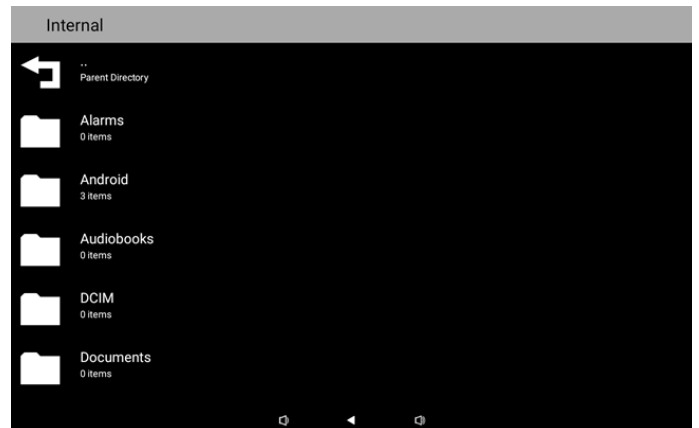 Internal
..
Parent Directory
Alarms
0 items
Android
3 items
Audiobooks
0 items
DCIM
0 items
Documents
0 items